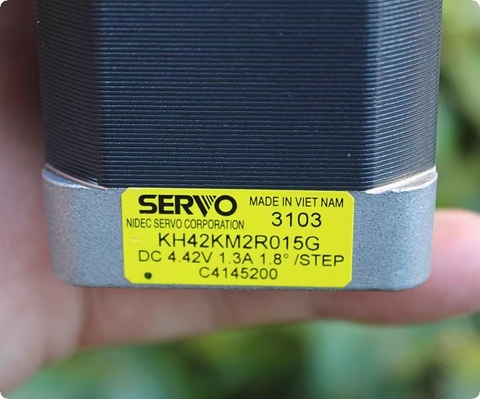 SERVO MADE IN VIET NAM
NIDEC SERVO CORPORATION 3103
KH42KM2R015G
DC 4.42V 1.3A 1.8° /STEP
C4145200